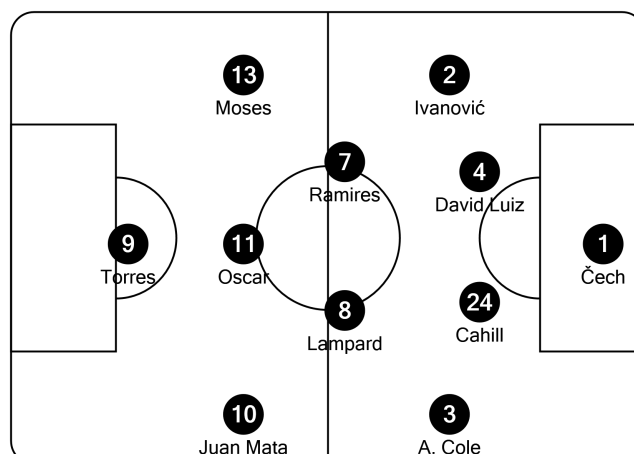 13
Moses
2
Ivanović
7
Ramires
4
David Luiz
9
Torres
11
Oscar
1
Čech
8
Lampard
24
Cahill
10
Juan Mata
3
A. Cole